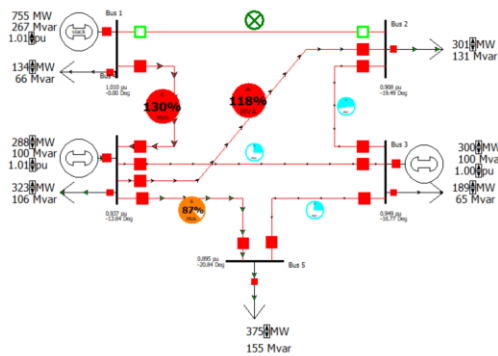 755 MW
267 Mvar
1.01 pu
slack
Bus 1
Bus 2
134 MW
66 Mvar
1.010 pu
-0.00 Deg
301 MW
131 Mvar
0.908 pu
-19.49 Deg
130%
MVA
118%
MVA
288 MW
100 Mvar
1.01 pu
Bus 3
300 MW
100 Mvar
1.00 pu
323 MW
106 Mvar
0.937 pu
-13.64 Deg
87%
MVA
0.949 pu
-16.77 Deg
189 MW
65 Mvar
0.895 pu
-20.84 Deg
Bus 5
375 MW
155 Mvar